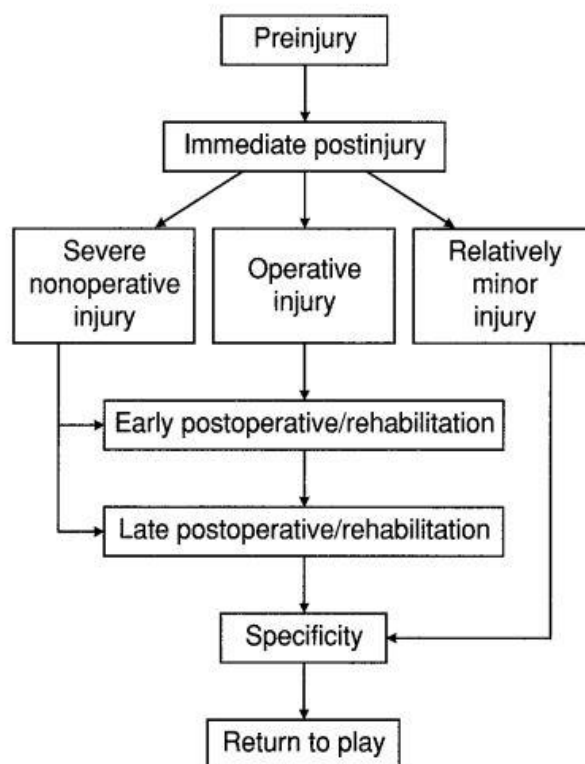 Preinjury
Immediate postinjury
Severe
nonoperative
injury
Operative
injury
Relatively
minor
injury
Early postoperative/rehabilitation
Late postoperative/rehabilitation
Specificity
Return to play